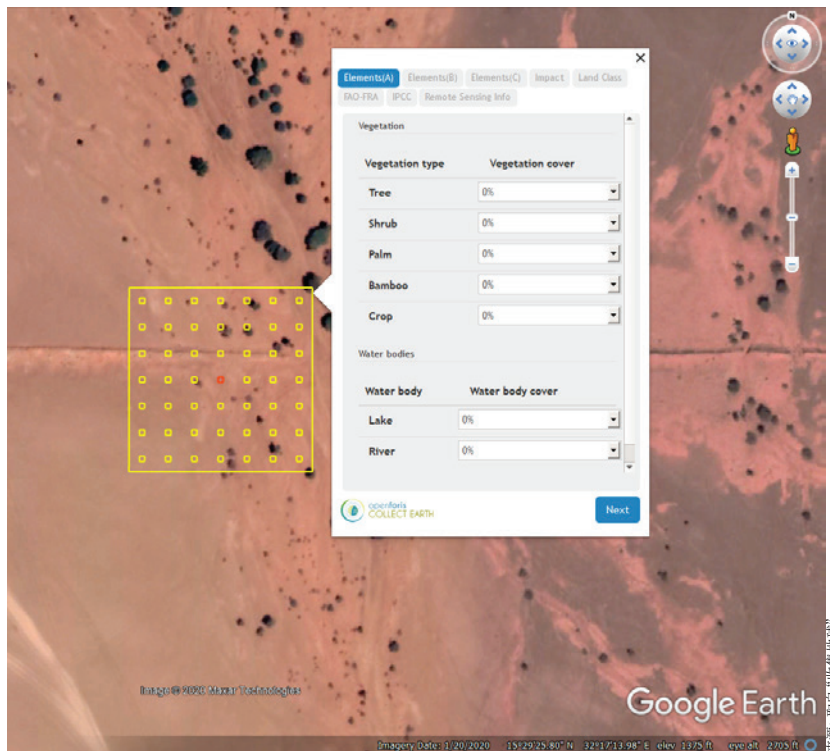 N
Elements(A) Elements(B) Elements(C) Impact Land Class
FAO-FRA IPCC Remote Sensing Info
Vegetation
Vegetation type Vegetation cover
Tree 0%
Shrub 0%
Palm 0%
Bamboo 0%
Crop 0%
Water bodies
Water body Water body cover
Lake 0%
River 0%
openforis
COLLECT EARTH
Next
Image © 2020 Maxar Technologies
Google Earth
Imagery Date: 1/20/2020 15°29'25.80" N 32°17'13.98" E elev 1375 ft eye alt 2705 ft